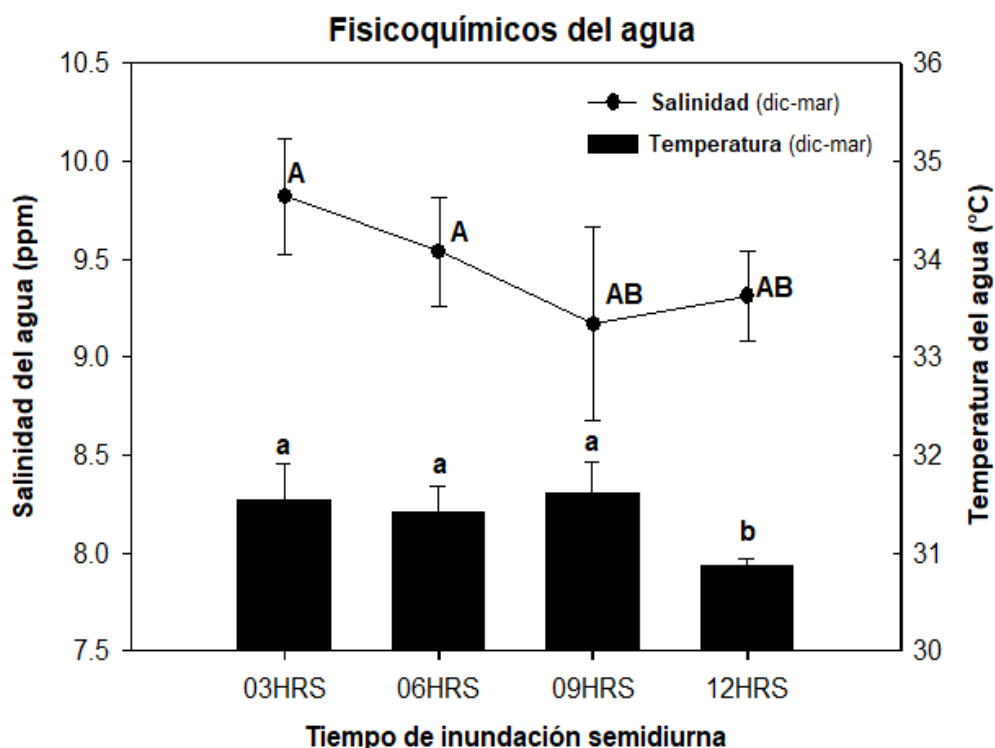 Fisicoquímicos del agua
Salinidad del agua (ppm)
10.5
10.0
9.5
9.0
8.5
8.0
7.5
Salinidad (dic-mar)
Temperatura (dic-mar)
A
A
AB
AB
a
a
a
b
36
35
34
33
32
31
30
Temperatura del agua (°C)
03HRS 06HRS 09HRS 12HRS
Tiempo de inundación semidiurna